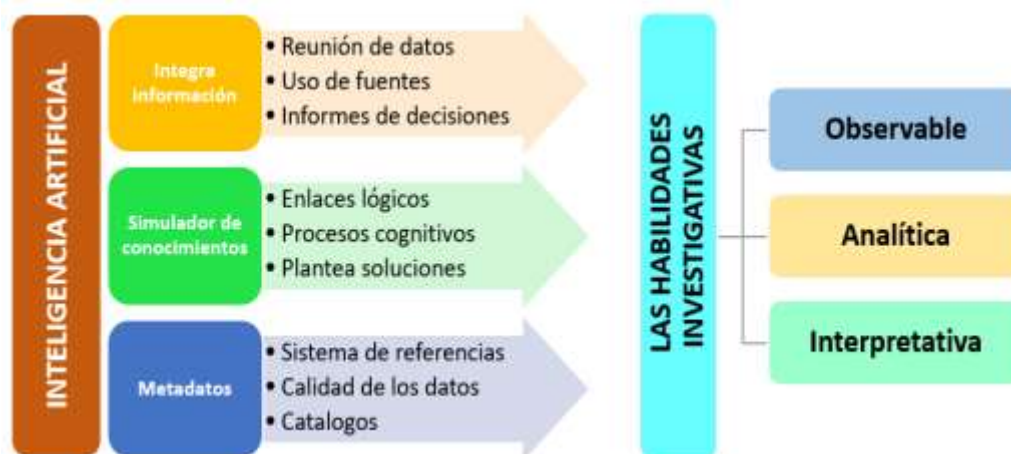 INTELIGENCIA ARTIFICIAL
Integra
información
• Reunión de datos
• Uso de fuentes
• Informes de decisiones
Simulador de
conocimientos
• Enlaces lógicos
• Procesos cognitivos
• Plantea soluciones
Metadatos
• Sistema de referencias
• Calidad de los datos
• Catalogos
LAS HABILIDADES
INVESTIGATIVAS
Observable
Analítica
Interpretativa